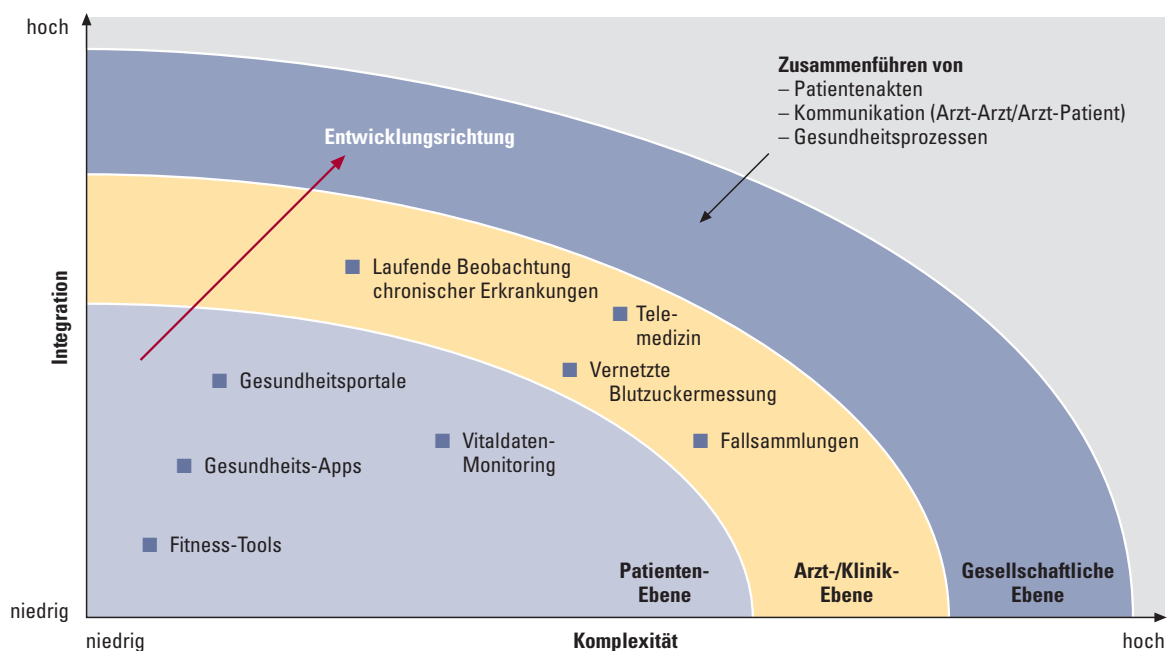 hoch
Zusammenführen von
– Patientenakten
– Kommunikation (Arzt-Arzt/Arzt-Patient)
– Gesundheitsprozessen
Entwicklungsrichtung
Laufende Beobachtung
chronischer Erkrankungen
Tele-
medizin
Vernetzte
Blutzuckermessung
Gesundheitsportale
Vitaldaten-
Monitoring
Fallsammlungen
Gesundheits-Apps
Fitness-Tools
Integration
Patienten-
Ebene
Arzt-/Klinik-
Ebene
Gesellschaftliche
Ebene
niedrig
niedrig
Komplexität
hoch